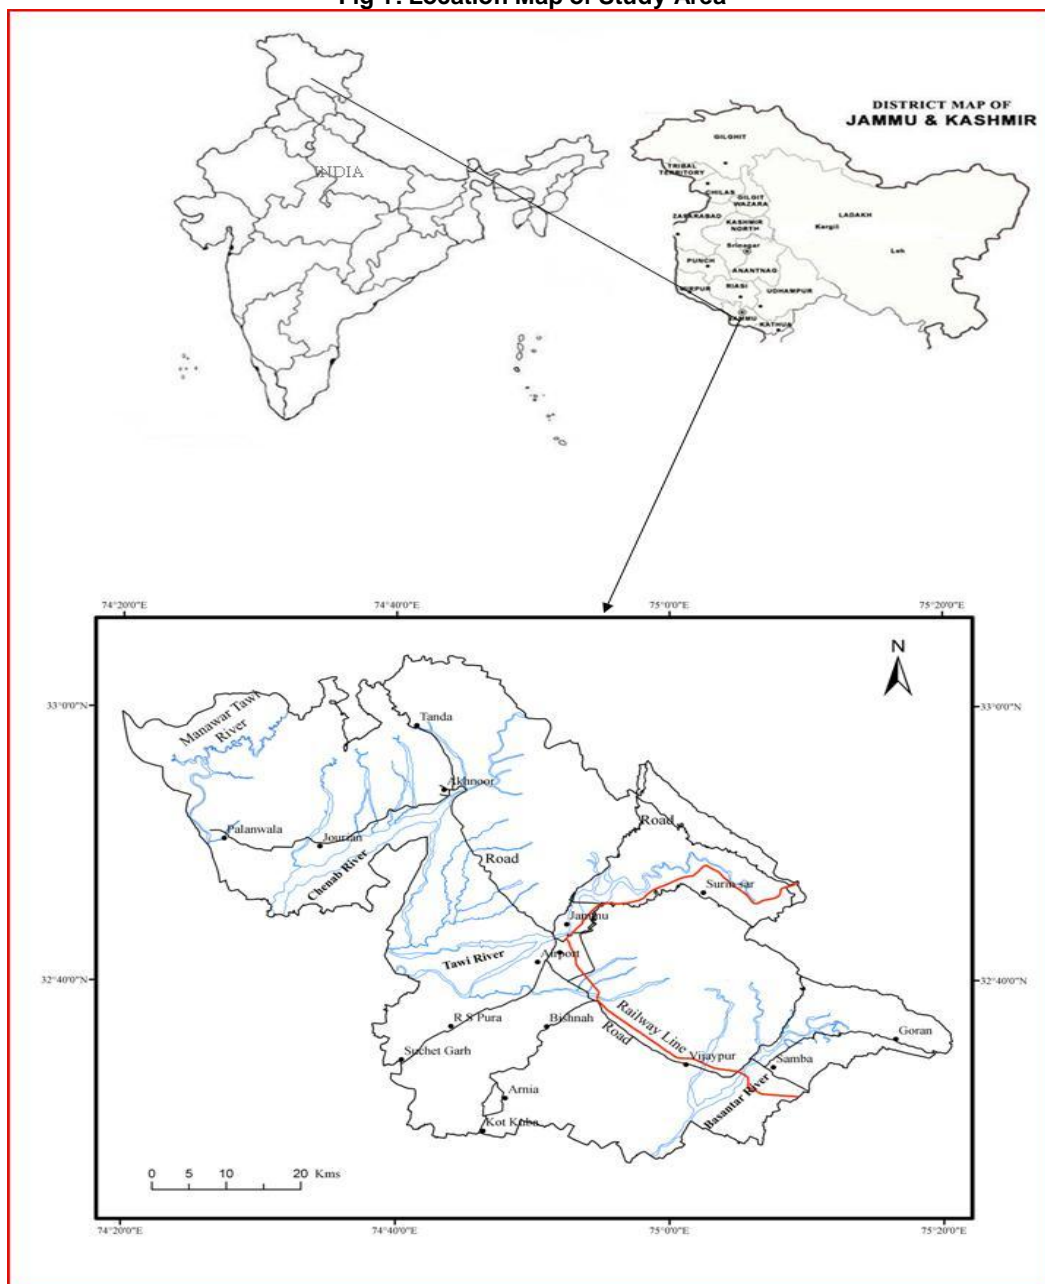 Fig 1: Location Map of Study Area
DISTRICT MAP OF
JAMMU & KASHMIR
INDIA
GILGHIT
TRIBAL
TERRITORY
CHILAS
GILGIT
WAZARA
ZAFARABAD
KASHMIR
NORTH
LADAKH
Kargil
Leh
Srinagar
PUNCH
ANANTNAG
RIASI
UDHAMPUR
JAMMU
KATHUA
74°20'0"E
74°40'0"E
75°0'0"E
75°20'0"E
N
33°0'0"N
33°0'0"N
Manawar Tawi
River
Tanda
Akhnoor
Palanwala
Jourian
Chenab River
Road
Road
Surin sar
Jammu
Tawi River
Airport
32°40'0"N
32°40'0"N
R S Pura
Bishnah
Railway Line
Road
Goran
Suchet Garh
Vijaypur
Samba
Arnia
Basantar River
Kot Kuba
0 5 10 20 Kms
74°20'0"E
74°40'0"E
75°0'0"E
75°20'0"E